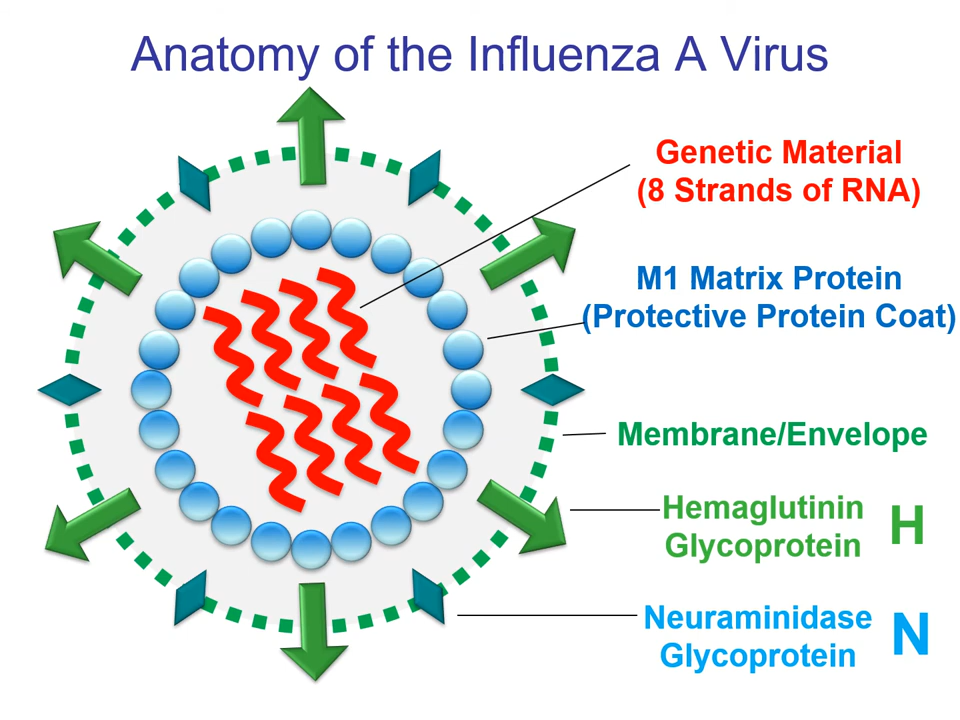 Anatomy of the Influenza A Virus
Genetic Material
(8 Strands of RNA)
M1 Matrix Protein
(Protective Protein Coat)
Membrane/Envelope
Hemaglutinin
Glycoprotein
H
Neuraminidase
Glycoprotein
N